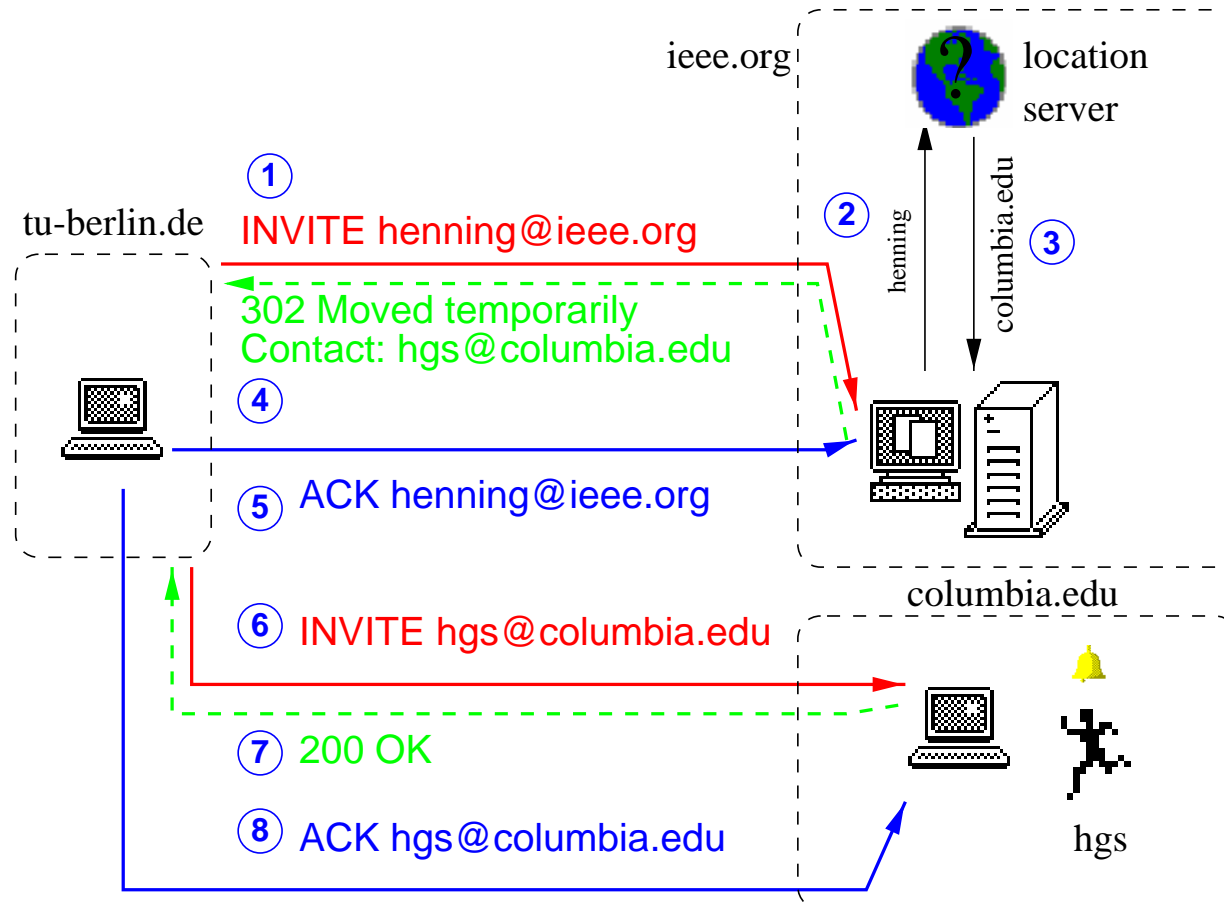 ieee.org
location
server
?
1
tu-berlin.de
INVITE henning@ieee.org
2
henning
columbia.edu
3
302 Moved temporarily
Contact: hgs@columbia.edu
4
5
ACK henning@ieee.org
columbia.edu
6
INVITE hgs@columbia.edu
7
200 OK
8
ACK hgs@columbia.edu
hgs